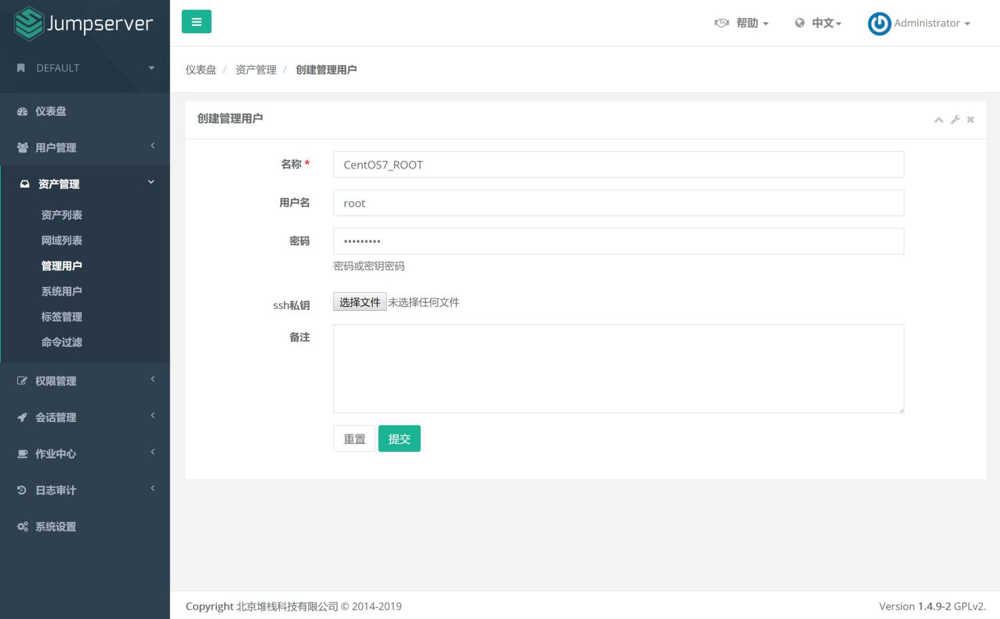 Jumpserver
DEFAULT
仪表盘
用户管理
资产管理
资产列表
网域列表
管理用户
系统用户
标签管理
命令过滤
权限管理
会话管理
作业中心
日志审计
系统设置
帮助
中文
Administrator
仪表盘 / 资产管理 / 创建管理用户
创建管理用户
名称 *
CentOS7_ROOT
用户名
root
密码
•••••••••
密码或密钥密码
ssh私钥
选择文件 未选择任何文件
备注
重置 提交
Copyright 北京堆栈科技有限公司 © 2014-2019
Version 1.4.9-2 GPLv2.